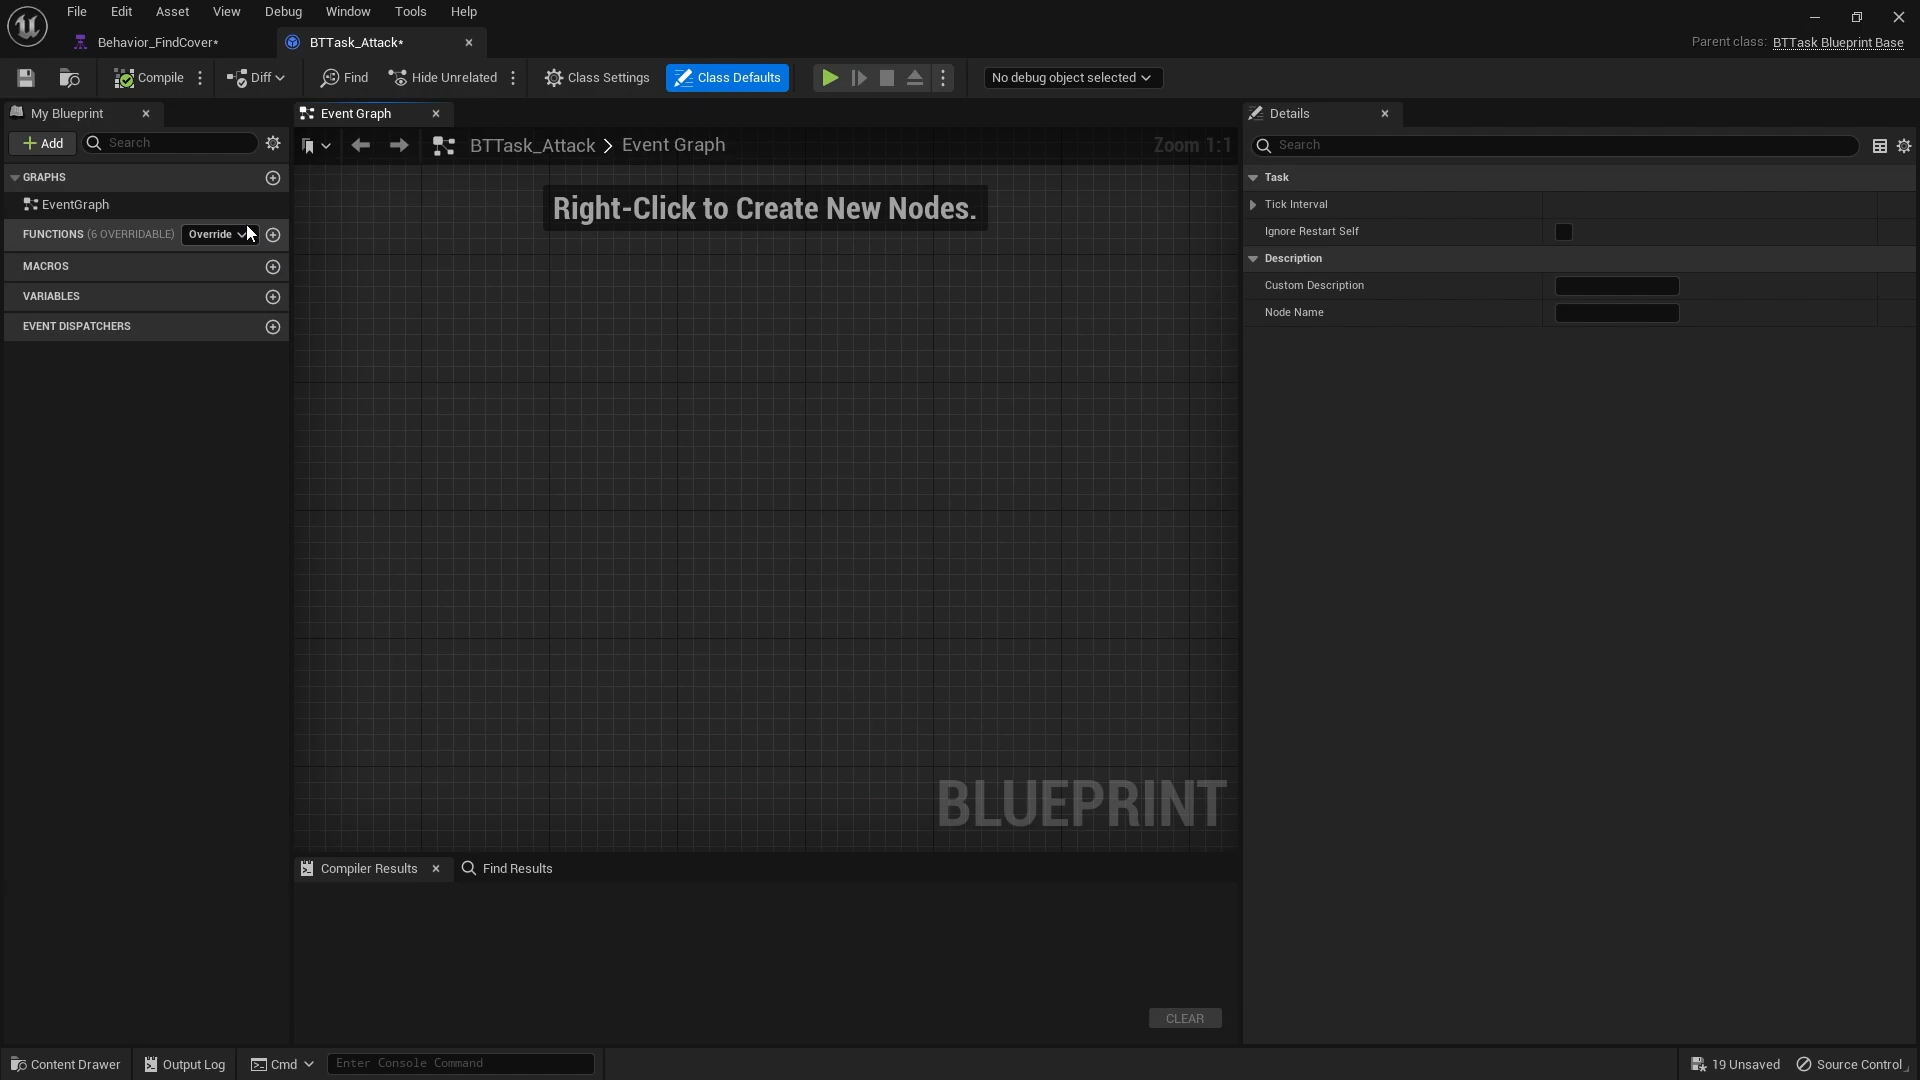 File Edit Asset View Debug Window Tools Help
Behavior_FindCover* BTTask_Attack* Parent class: BTTask Blueprint Base
Compile Diff Find Hide Unrelated Class Settings Class Defaults No debug object selected
My Blueprint Event Graph Details
Add Search BTTask_Attack > Event Graph Zoom 1:1 Search
GRAPHS Task
EventGraph Right-Click to Create New Nodes. Tick Interval
FUNCTIONS (6 OVERRIDABLE) Override Ignore Restart Self
MACROS Description
VARIABLES Custom Description
EVENT DISPATCHERS Node Name
BLUEPRINT
Compiler Results Find Results
CLEAR
Content Drawer Output Log Cmd Enter Console Command 19 Unsaved Source Control